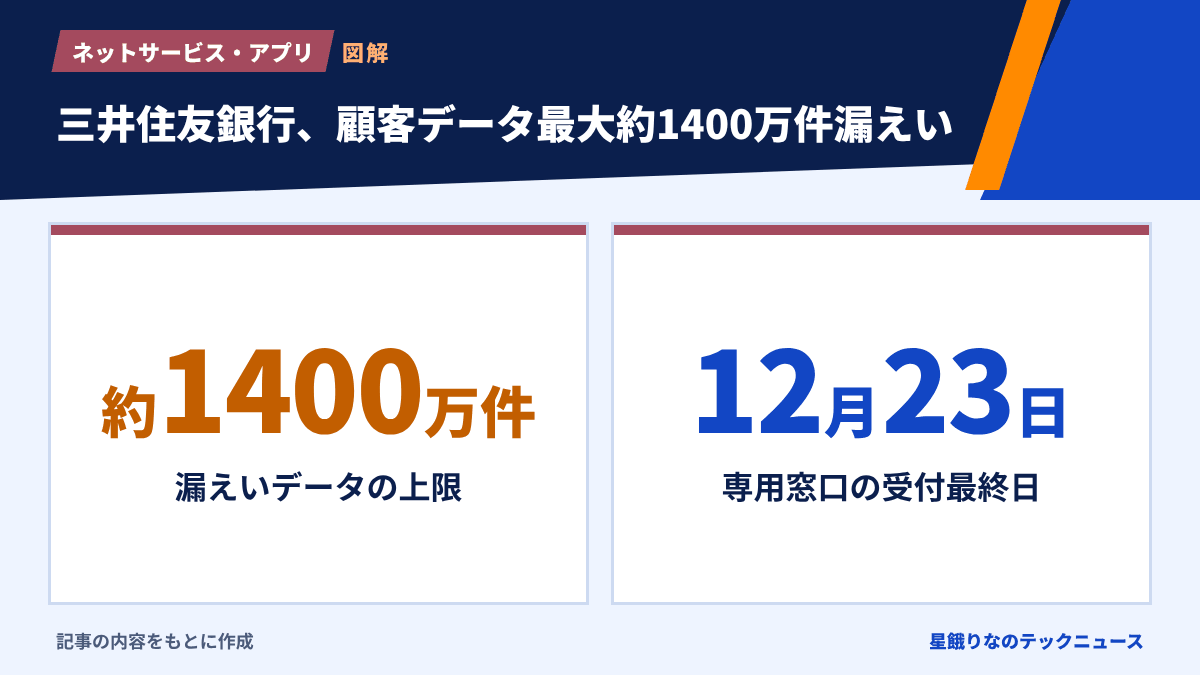 ネットサービス・アプリ 図解
三井住友銀行、顧客データ最大約1400万件漏えい
約1400万件
漏えいデータの上限
12月23日
専用窓口の受付最終日
記事の内容をもとに作成
星餓りなのテックニュース